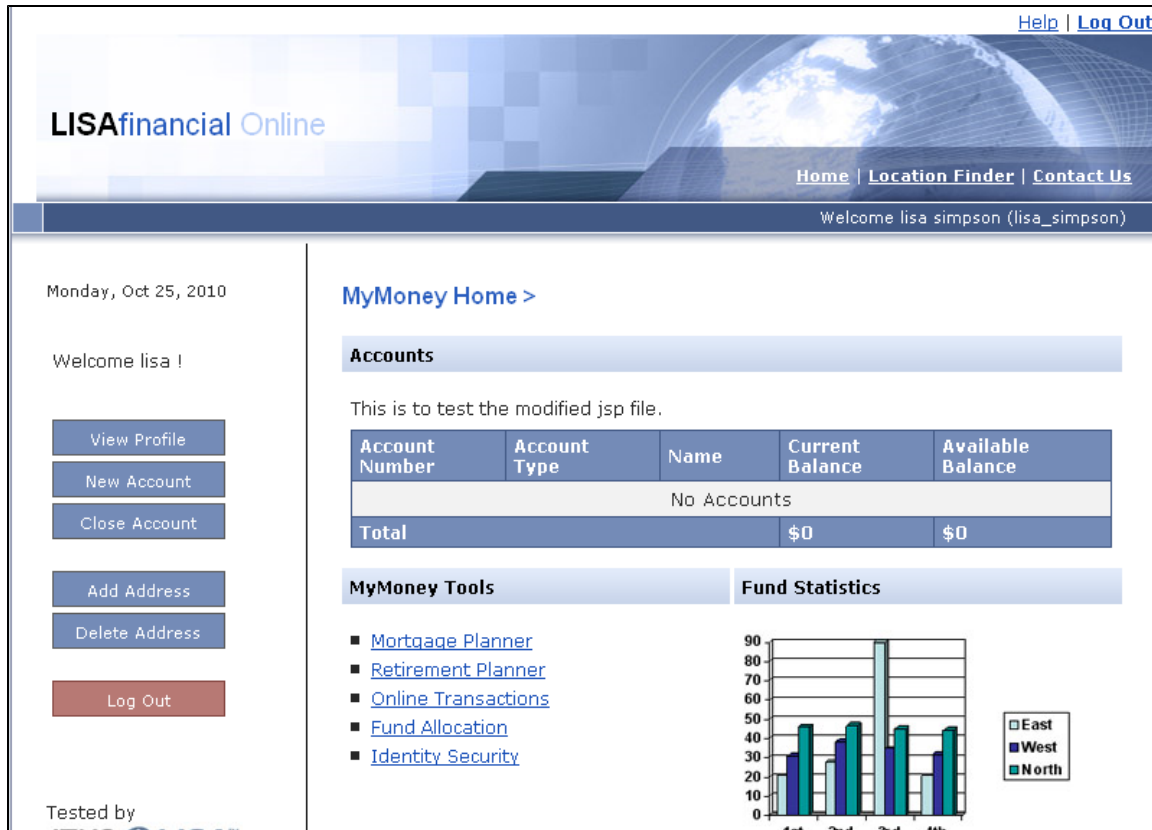 Help | Log Out
LISAfinancial Online
Home | Location Finder | Contact Us
Welcome lisa simpson (lisa_simpson)
Monday, Oct 25, 2010
Welcome lisa !
View Profile
New Account
Close Account
Add Address
Delete Address
Log Out
Tested by
MyMoney Home >
Accounts
This is to test the modified jsp file.
Account Number Account Type Name Current Balance Available Balance
No Accounts
Total $0 $0
MyMoney Tools
Mortgage Planner
Retirement Planner
Online Transactions
Fund Allocation
Identity Security
Fund Statistics
90
80
70
60
50
40
30
20
10
0
East
West
North